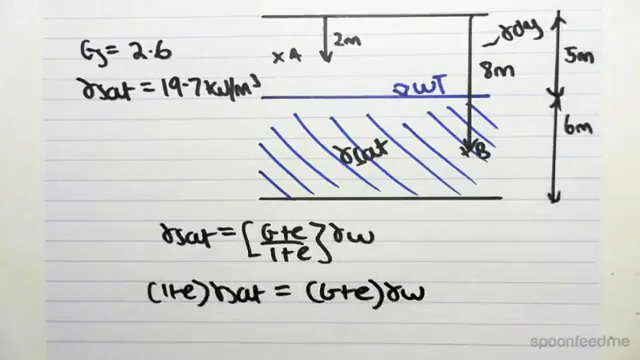 Gs = 2.6
γsat = 19.7 kN/m³
x A
2m
γdry
8m
5m
WT
6m
γsat
x B
γsat = [G+e / 1+e] γw
(1+e) γsat = (G+e) γw
spoonfeedme